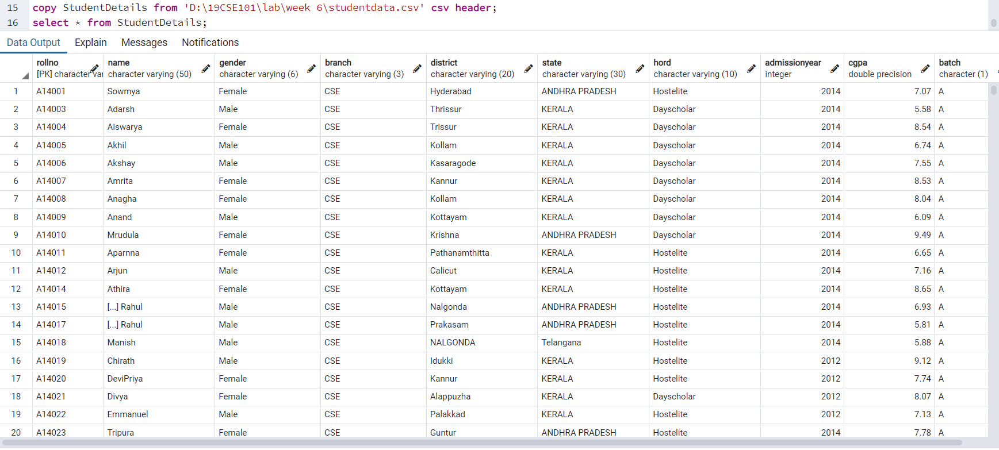 15 copy StudentDetails from 'D:\19CSE101\lab\week 6\studentdata.csv' csv header;
16 select * from StudentDetails;
Data Output Explain Messages Notifications
rollno name gender branch district state hord admissionyear cgpa batch
[PK] character var character varying (50) character varying (6) character varying (3) character varying (20) character varying (30) character varying (10) integer double precision character (1)
1 A14001 Sowmya Female CSE Hyderabad ANDHRA PRADESH Hostelite 2014 7.07 A
2 A14003 Adarsh Male CSE Thrissur KERALA Dayscholar 2014 5.58 A
3 A14004 Aiswarya Female CSE Trissur KERALA Dayscholar 2014 8.54 A
4 A14005 Akhil Male CSE Kollam KERALA Dayscholar 2014 6.74 A
5 A14006 Akshay Male CSE Kasaragode KERALA Dayscholar 2014 7.55 A
6 A14007 Amrita Female CSE Kannur KERALA Dayscholar 2014 8.53 A
7 A14008 Anagha Female CSE Kollam KERALA Dayscholar 2014 8.04 A
8 A14009 Anand Male CSE Kottayam KERALA Dayscholar 2014 6.09 A
9 A14010 Mrudula Female CSE Krishna ANDHRA PRADESH Dayscholar 2014 9.49 A
10 A14011 Aparnna Female CSE Pathanamthitta KERALA Hostelite 2014 6.65 A
11 A14012 Arjun Male CSE Calicut KERALA Hostelite 2014 7.16 A
12 A14014 Athira Female CSE Kottayam KERALA Hostelite 2014 8.65 A
13 A14015 [...] Rahul Male CSE Nalgonda ANDHRA PRADESH Hostelite 2014 6.93 A
14 A14017 [...] Rahul Male CSE Prakasam ANDHRA PRADESH Hostelite 2014 5.81 A
15 A14018 Manish Male CSE NALGONDA Telangana Hostelite 2014 5.88 A
16 A14019 Chirath Male CSE Idukki KERALA Hostelite 2012 9.12 A
17 A14020 DeviPriya Female CSE Kannur KERALA Hostelite 2012 7.74 A
18 A14021 Divya Female CSE Alappuzha KERALA Dayscholar 2012 8.07 A
19 A14022 Emmanuel Male CSE Palakkad KERALA Hostelite 2012 7.13 A
20 A14023 Tripura Female CSE Guntur ANDHRA PRADESH Hostelite 2014 7.78 A